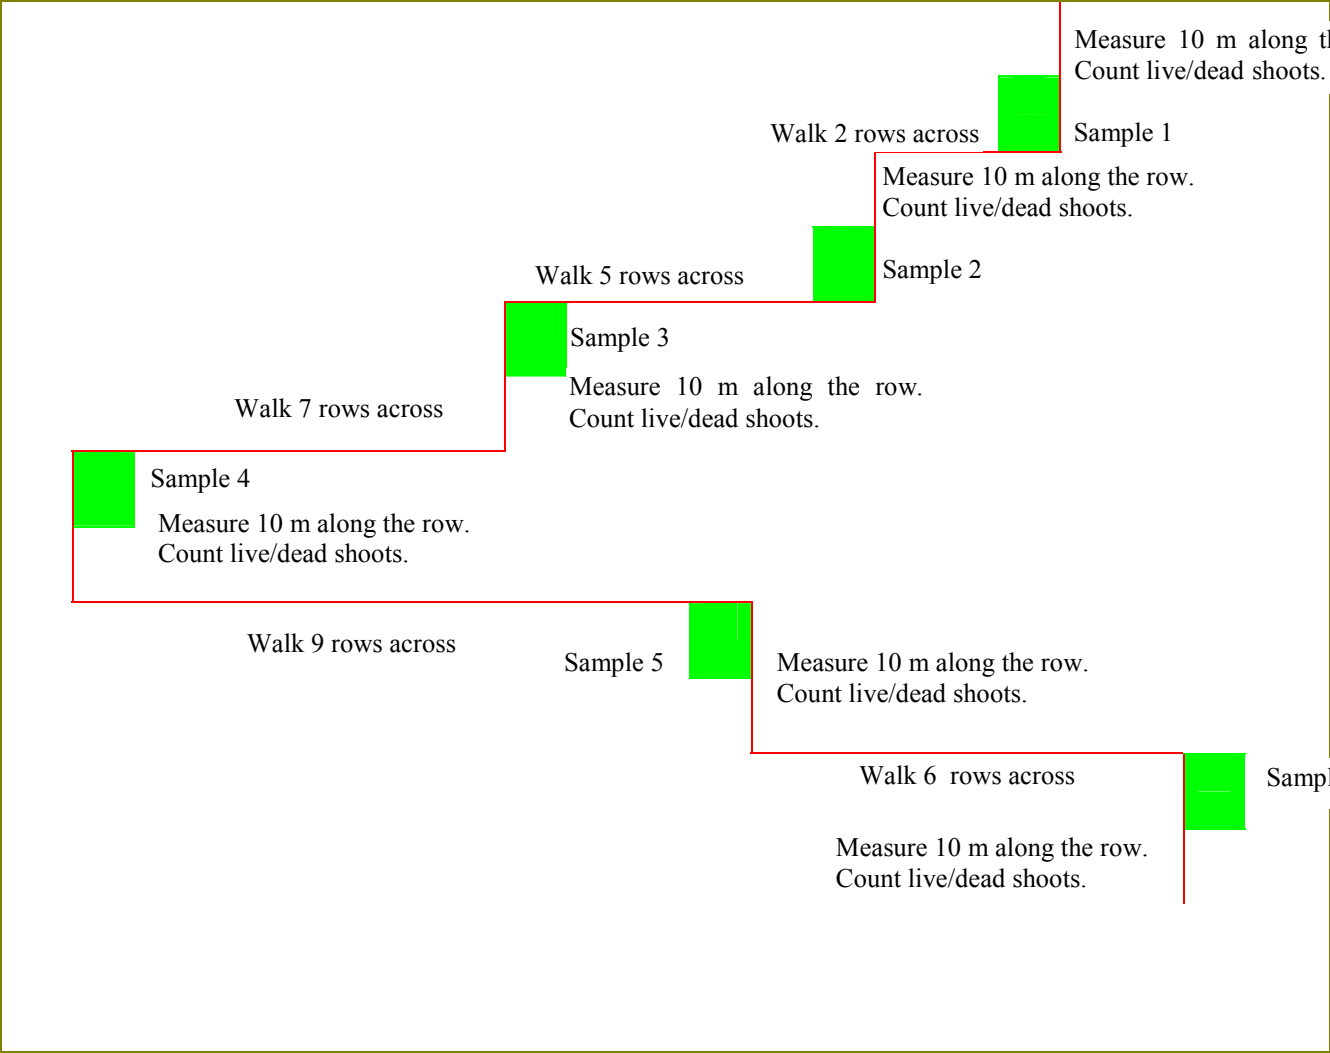 Measure 10 m along
Count live/dead shoots.
Walk 2 rows across
Sample 1
Measure 10 m along the row.
Count live/dead shoots.
Walk 5 rows across
Sample 2
Sample 3
Measure 10 m along the row.
Count live/dead shoots.
Walk 7 rows across
Sample 4
Measure 10 m along the row.
Count live/dead shoots.
Walk 9 rows across
Sample 5
Measure 10 m along the row.
Count live/dead shoots.
Walk 6 rows across
Measure 10 m along the row.
Count live/dead shoots.